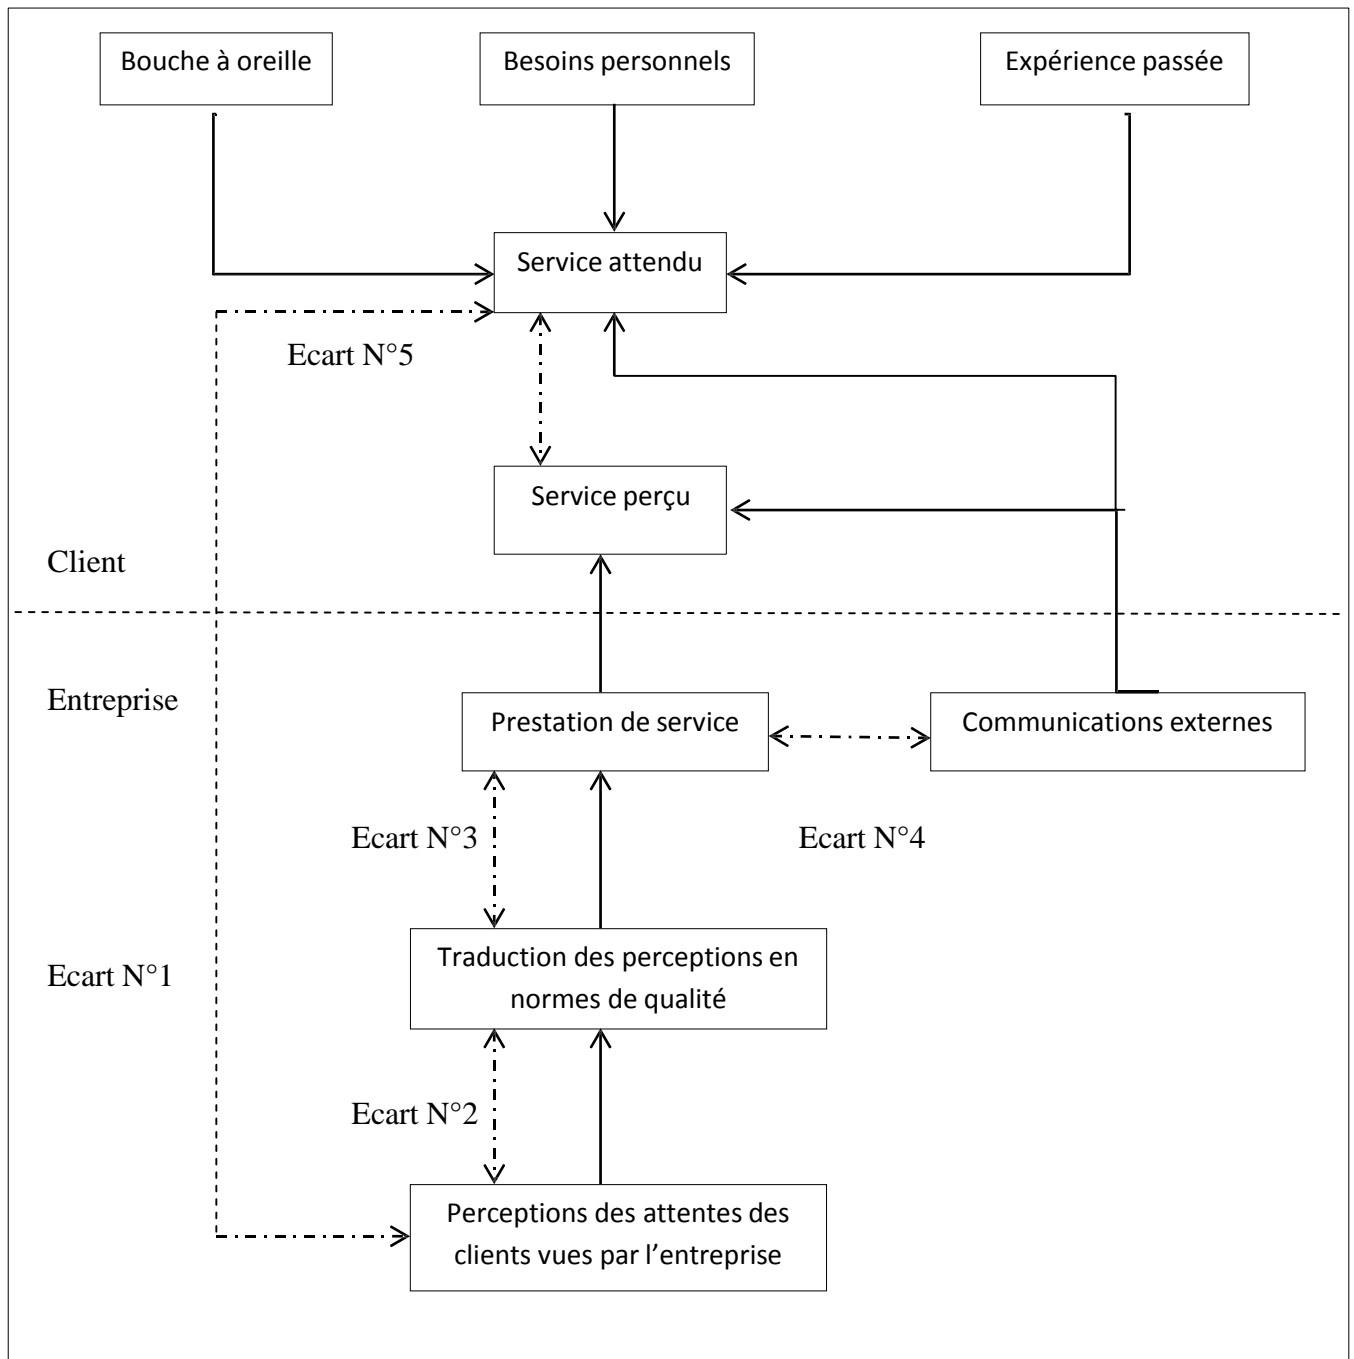 Bouche à oreille
Besoins personnels
Expérience passée
Service attendu
Ecart N°5
Service perçu
Client
Entreprise
Prestation de service
Communications externes
Ecart N°3
Ecart N°4
Traduction des perceptions en
normes de qualité
Ecart N°1
Ecart N°2
Perceptions des attentes des
clients vues par l’entreprise